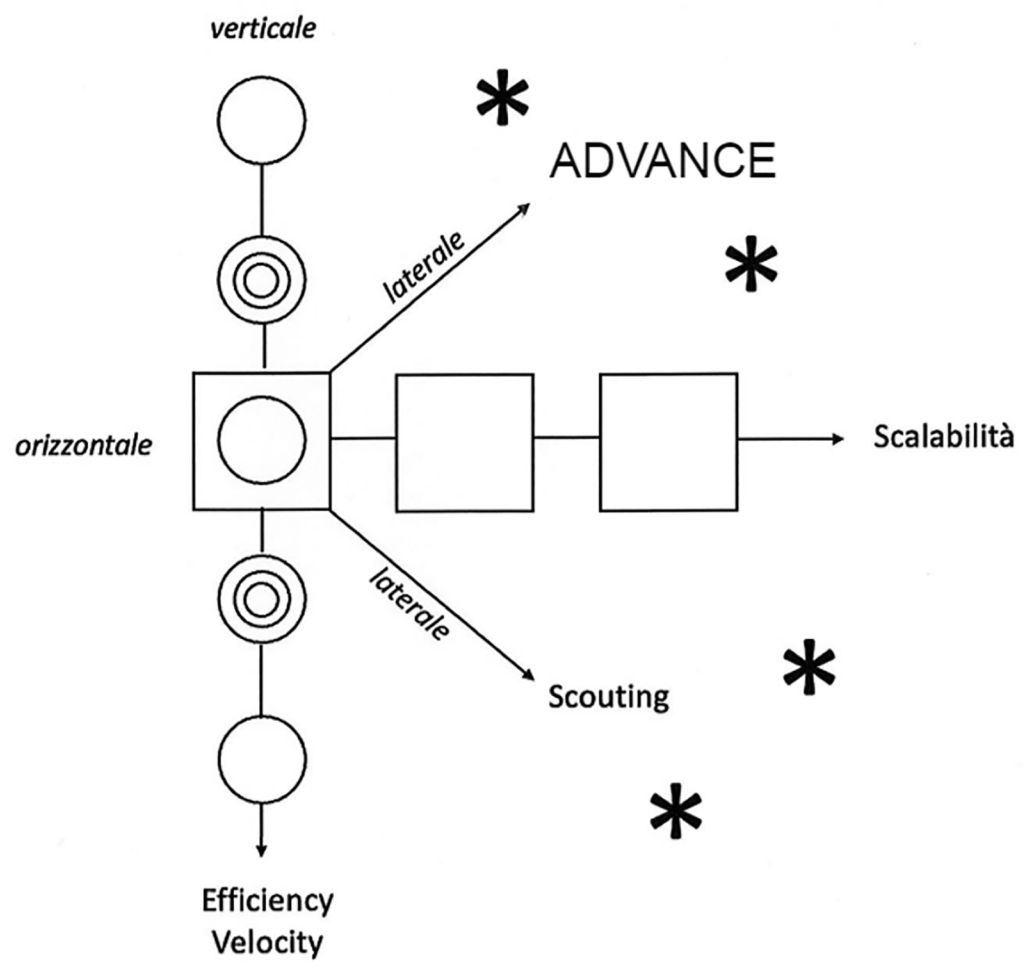 verticale
*
ADVANCE
laterale
*
orizzontale
Scalabilità
laterale
Scouting
*
*
Efficiency
Velocity